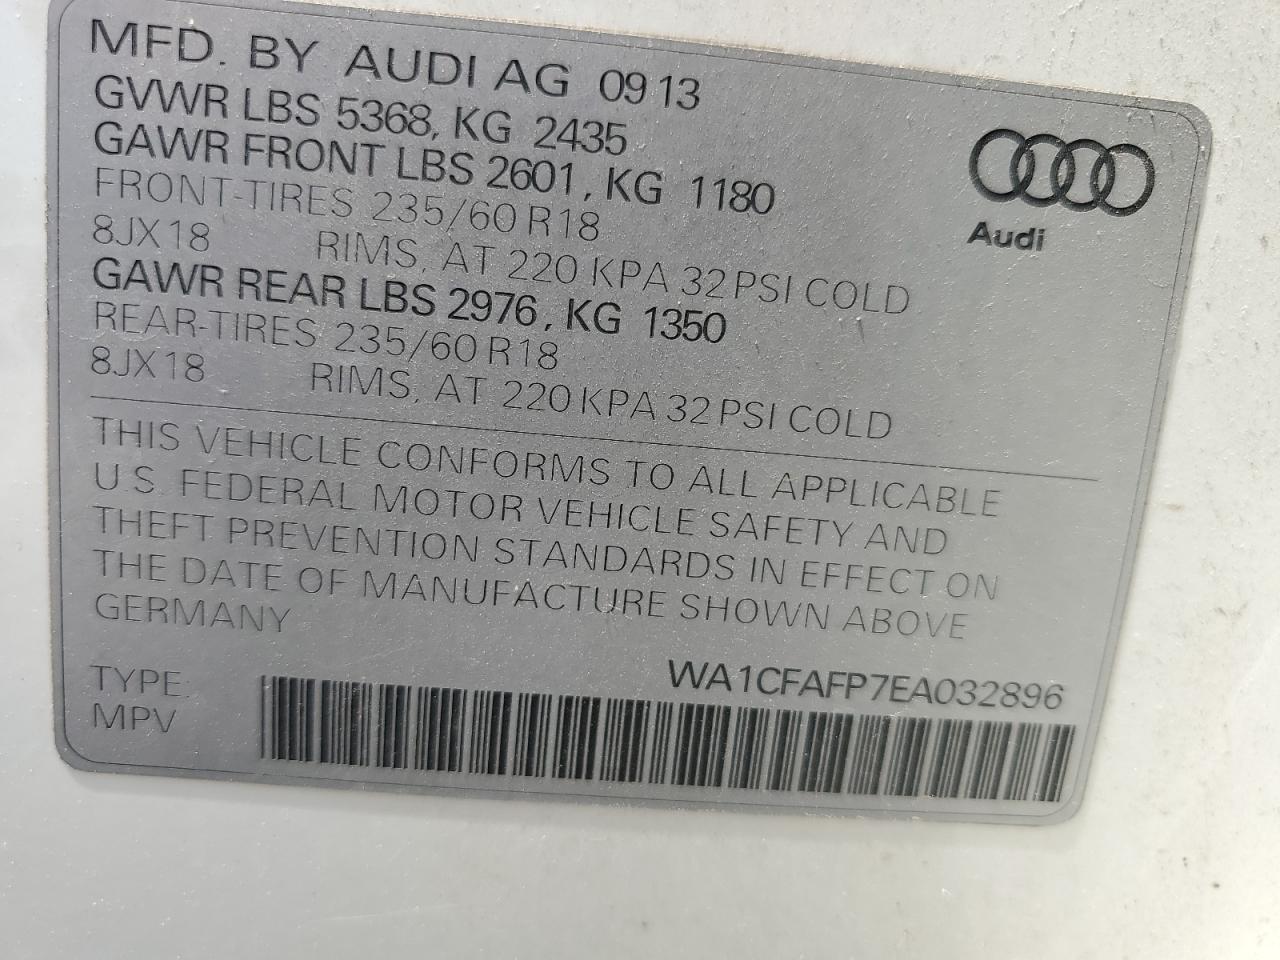 MFD. BY AUDI AG 09 13
GVWR LBS 5368, KG 2435
GAWR FRONT LBS 2601, KG 1180
FRONT-TIRES 235/60 R18
8JX18 RIMS, AT 220 KPA 32 PSI COLD
GAWR REAR LBS 2976, KG 1350
REAR-TIRES 235/60 R18
8JX18 RIMS, AT 220 KPA 32 PSI COLD
Audi
THIS VEHICLE CONFORMS TO ALL APPLICABLE
U.S. FEDERAL MOTOR VEHICLE SAFETY AND
THEFT PREVENTION STANDARDS IN EFFECT ON
THE DATE OF MANUFACTURE SHOWN ABOVE
GERMANY
WA1CFAFP7EA032896
TYPE:
MPV